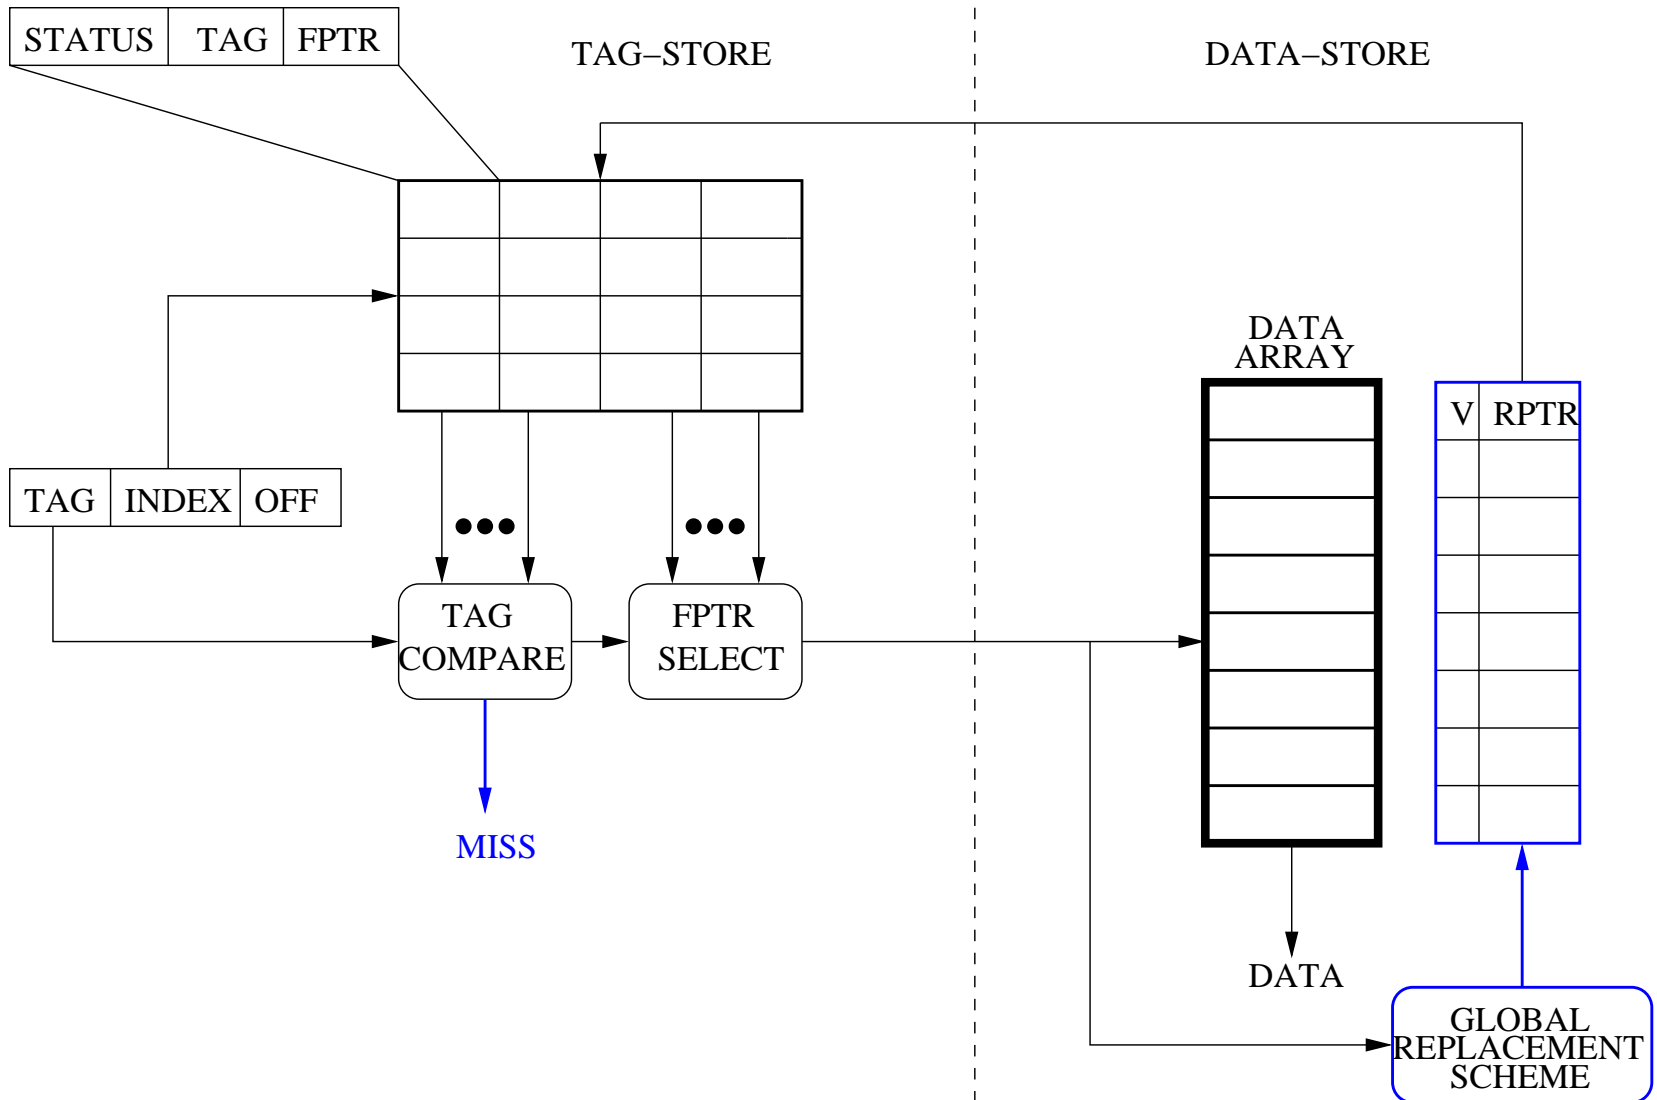 STATUS TAG FPTR
TAG–STORE
DATA–STORE
DATA
ARRAY
V RPTR
TAG INDEX OFF
TAG
COMPARE
FPTR
SELECT
MISS
DATA
GLOBAL
REPLACEMENT
SCHEME